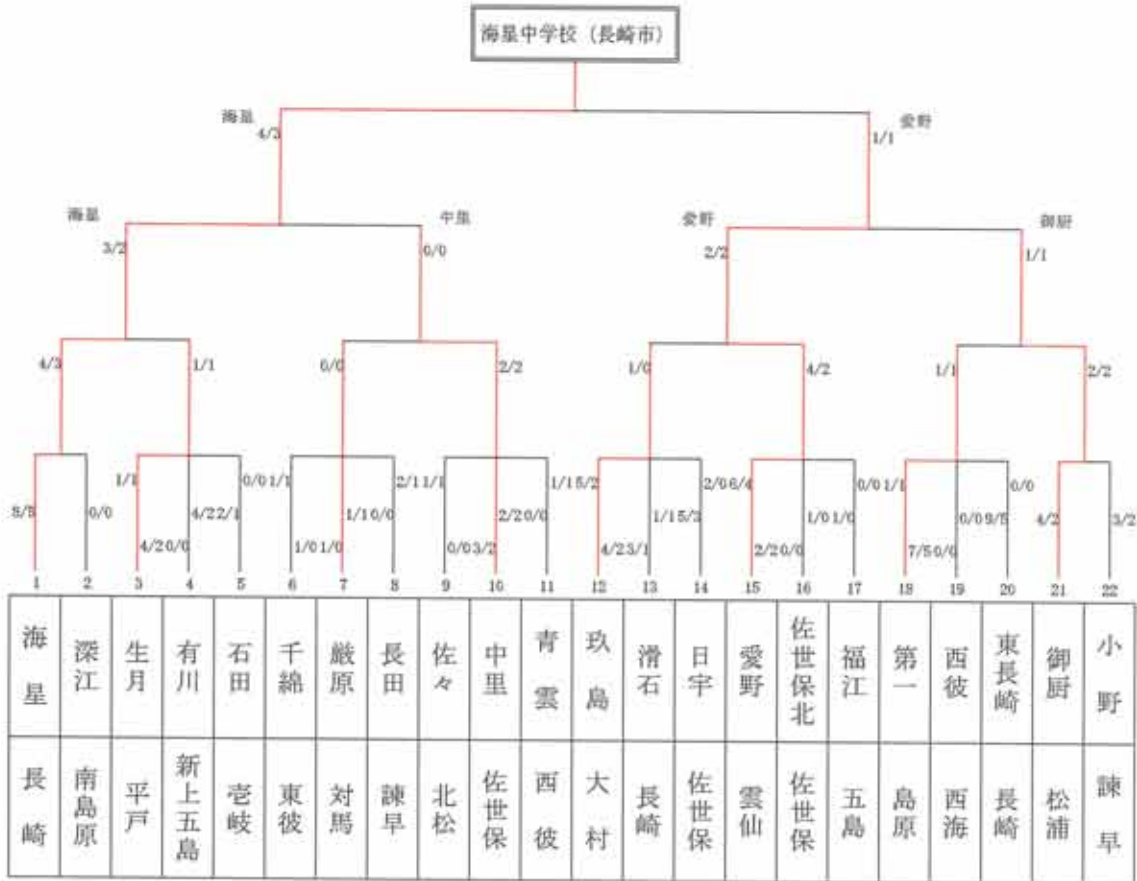 海星中学校（長崎市）
海星 愛野
4/3 1/1
海星 中里 愛野 御厨
3/2 0/0 2/2 1/1
4/3 1/1 0/0 2/2 1/0 4/2 1/1 2/2
1/1 0/0 1/1 2/1 1/1 1/1 5/2 2/0 6/4 0/0 1/1 0/0
0/0 4/2 2/1 1/1 0/0 2/2 0/0 1/1 5/3 1/0 1/0 0/0 9/5 4/2 3/2
4/2 0/0 1/0 1/0 0/0 3/2 4/2 3/1 2/2 0/0 7/5 0/0
1 2 3 4 5 6 7 8 9 10 11 12 13 14 15 16 17 18 19 20 21 22
海星 深江 生月 有川 石田 千綿 厳原 長田 佐々 中里 青雲 玖島 滑石 日宇 愛野 佐世保北 福江 第一 西彼 東長崎 御厨 小野
長崎 南島原 平戸 新上五島 壱岐 東彼 対馬 諫早 北松 佐世保 西彼 大村 長崎 佐世保 雲仙 佐世保 五島 島原 西海 長崎 松浦 諫早